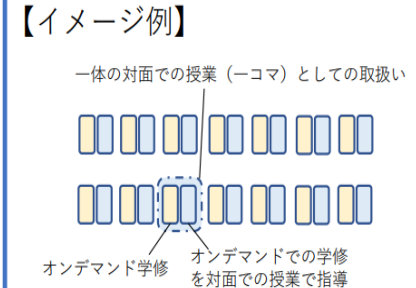 【イメージ例】
一体の対面での授業（一コマ）としての取扱い
オンデマンド学修
オンデマンドでの学修
を対面での授業で指導